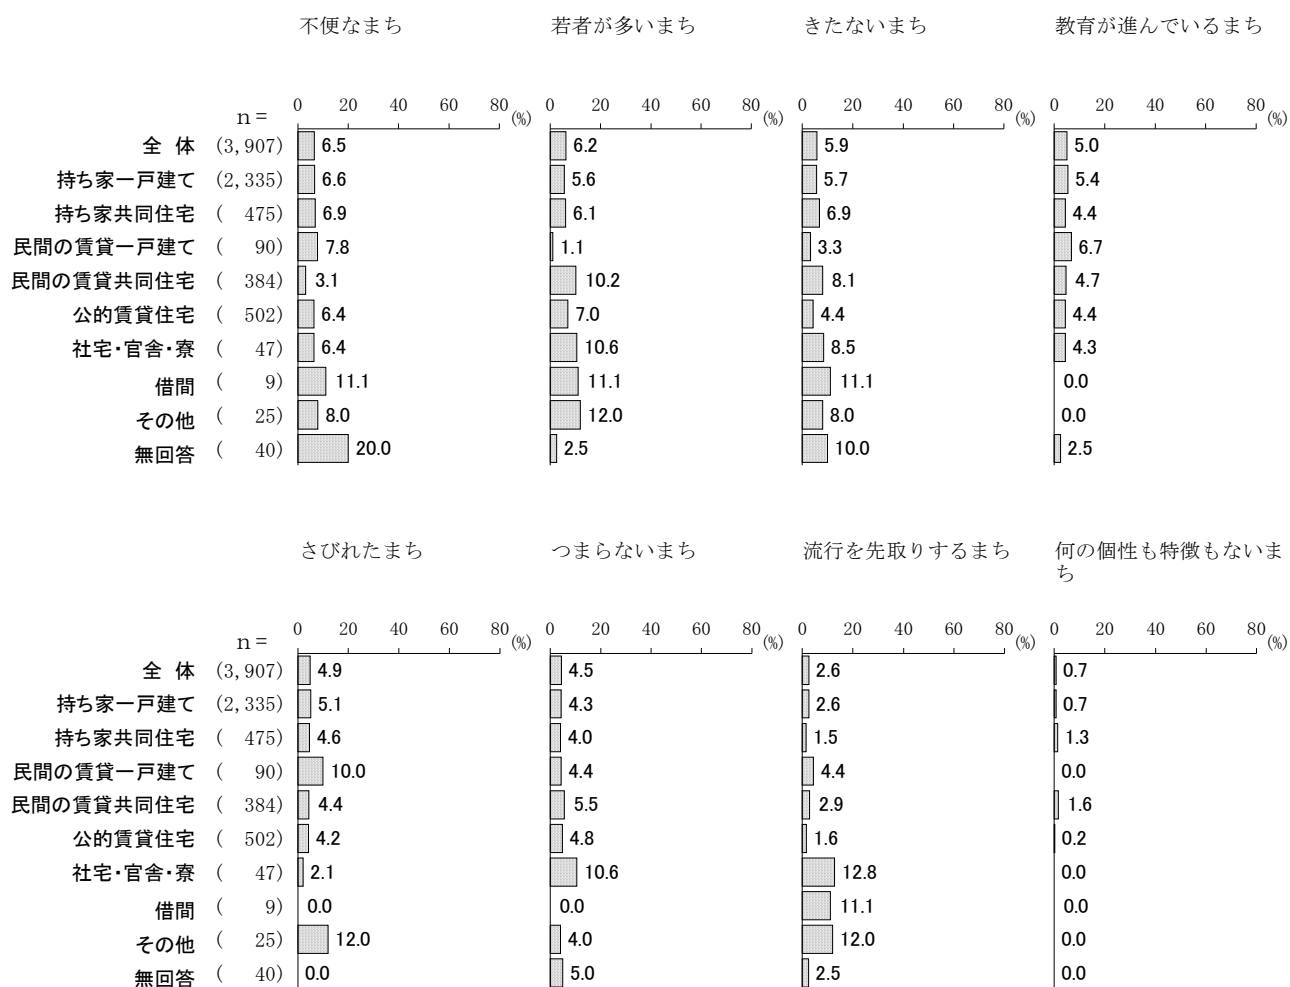 不便なまち 若者が多いまち きたないまち 教育が進んでいるまち
0 20 40 60 80 (%) 0 20 40 60 80 (%) 0 20 40 60 80 (%) 0 20 40 60 80 (%)
n =
全 体 (3,907) 6.5 6.2 5.9 5.0
持ち家一戸建て (2,335) 6.6 5.6 5.7 5.4
持ち家共同住宅 ( 475) 6.9 6.1 6.9 4.4
民間の賃貸一戸建て ( 90) 7.8 1.1 3.3 6.7
民間の賃貸共同住宅 ( 384) 3.1 10.2 8.1 4.7
公的賃貸住宅 ( 502) 6.4 7.0 4.4 4.4
社宅・官舎・寮 ( 47) 6.4 10.6 8.5 4.3
借間 ( 9) 11.1 11.1 11.1 0.0
その他 ( 25) 8.0 12.0 8.0 0.0
無回答 ( 40) 20.0 2.5 10.0 2.5
さびれたまち つまらないまち 流行を先取りするまち 何の個性も特徴もないま
ち
0 20 40 60 80 (%) 0 20 40 60 80 (%) 0 20 40 60 80 (%) 0 20 40 60 80 (%)
n =
全 体 (3,907) 4.9 4.5 2.6 0.7
持ち家一戸建て (2,335) 5.1 4.3 2.6 0.7
持ち家共同住宅 ( 475) 4.6 4.0 1.5 1.3
民間の賃貸一戸建て ( 90) 10.0 4.4 4.4 0.0
民間の賃貸共同住宅 ( 384) 4.4 5.5 2.9 1.6
公的賃貸住宅 ( 502) 4.2 4.8 1.6 0.2
社宅・官舎・寮 ( 47) 2.1 10.6 12.8 0.0
借間 ( 9) 0.0 0.0 11.1 0.0
その他 ( 25) 12.0 4.0 12.0 0.0
無回答 ( 40) 0.0 5.0 2.5 0.0